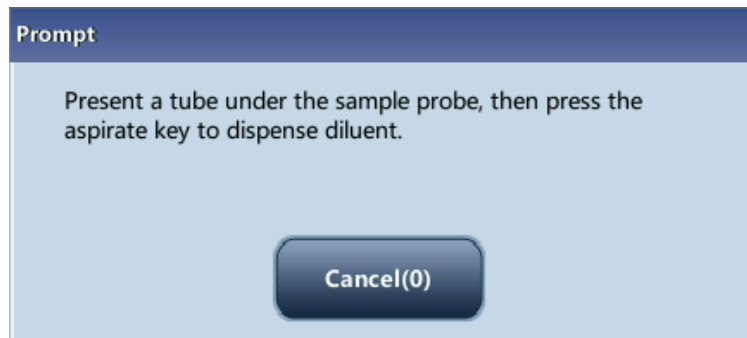 Prompt
Present a tube under the sample probe, then press the
aspirate key to dispense diluent.
Cancel(0)